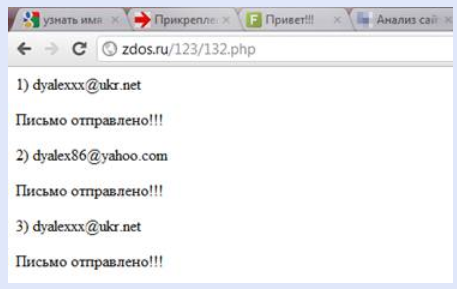 узнать имя
Прикрепле
Привет!!!
Анализ сай
zdos.ru/123/132.php
1) dyalexxx@ukr.net
Письмо отправлено!!!
2) dyalex86@yahoo.com
Письмо отправлено!!!
3) dyalexxx@ukr.net
Письмо отправлено!!!